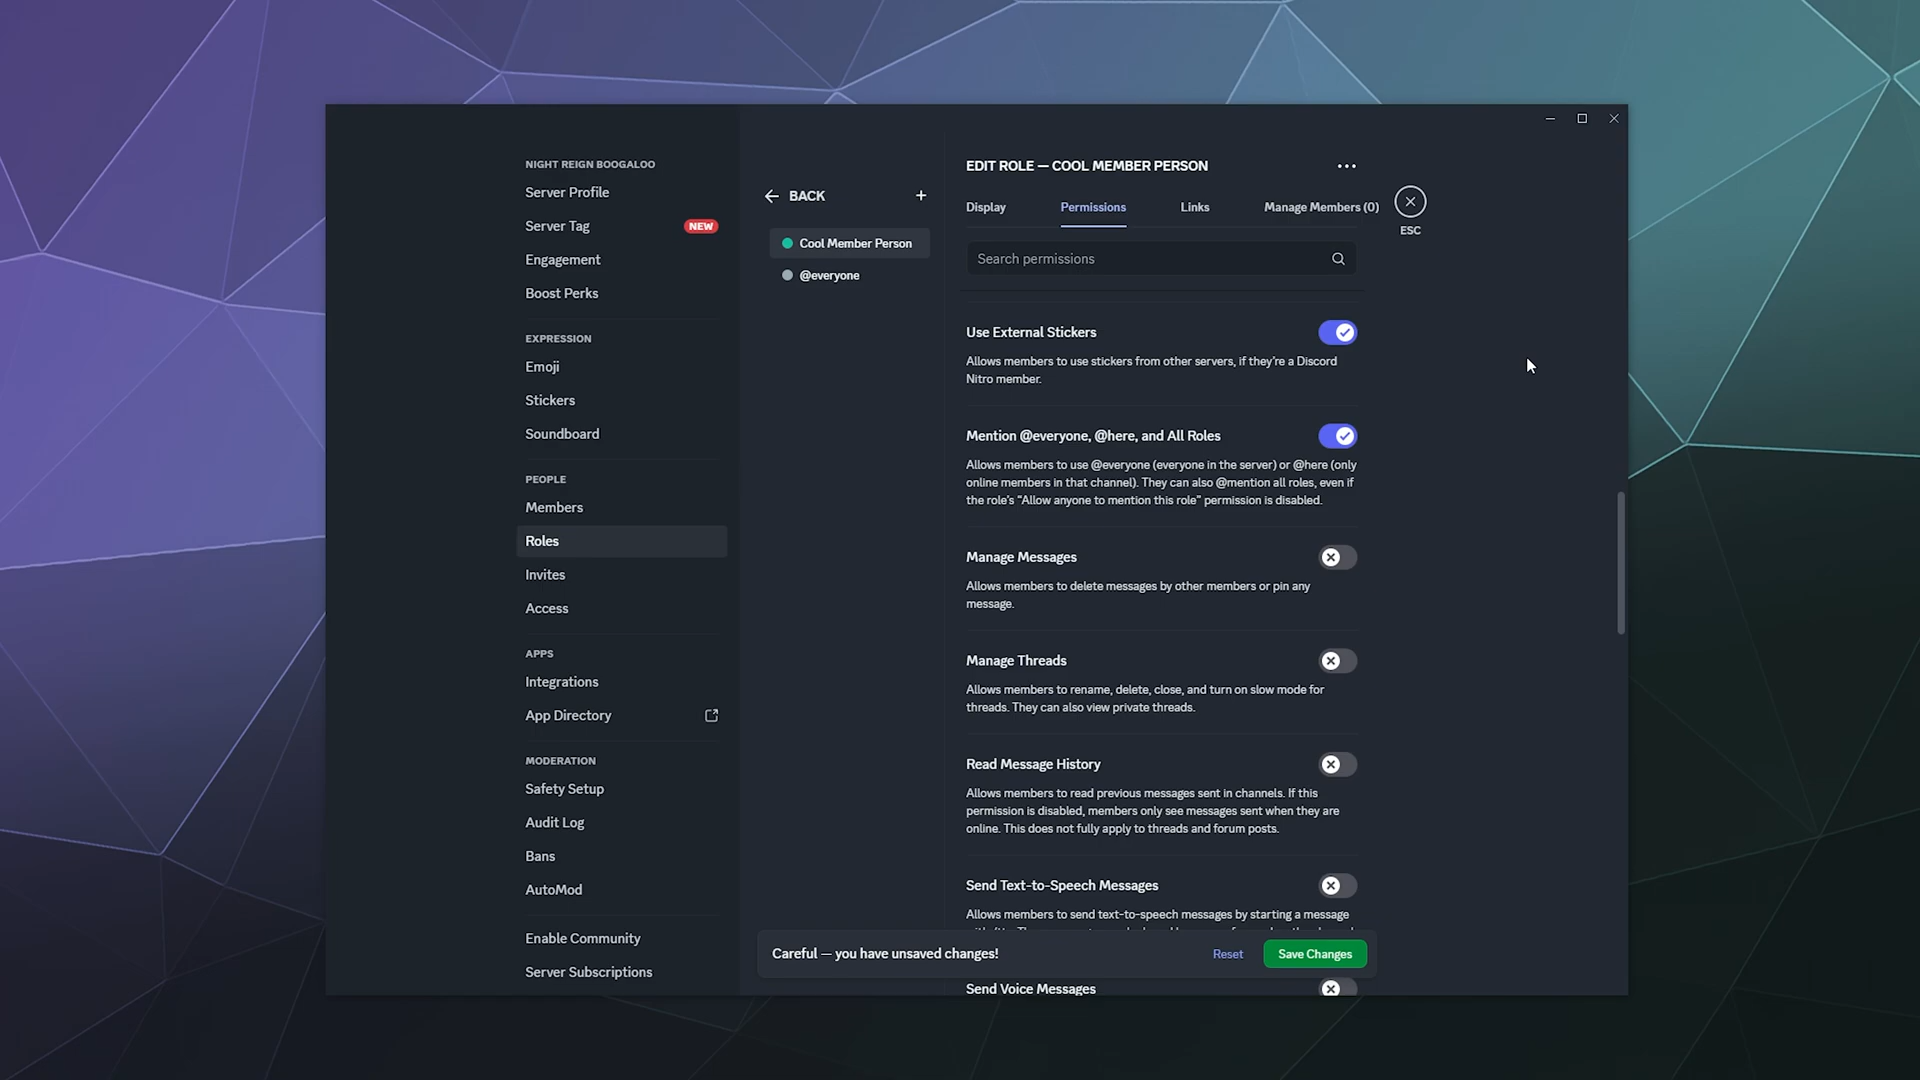 NIGHT REIGN BOOGALOO
Server Profile
Server Tag
NEW
Engagement
Boost Perks
EXPRESSION
Emoji
Stickers
Soundboard
PEOPLE
Members
Roles
Invites
Access
APPS
Integrations
App Directory
MODERATION
Safety Setup
Audit Log
Bans
AutoMod
Enable Community
Server Subscriptions
BACK
Cool Member Person
@everyone
EDIT ROLE — COOL MEMBER PERSON
Display
Permissions
Links
Manage Members (0)
ESC
Search permissions
Use External Stickers
Allows members to use stickers from other servers, if they're a Discord
Nitro member.
Mention @everyone, @here, and All Roles
Allows members to use @everyone (everyone in the server) or @here (only
online members in that channel). They can also @mention all roles, even if
the role's "Allow anyone to mention this role" permission is disabled.
Manage Messages
Allows members to delete messages by other members or pin any
message.
Manage Threads
Allows members to rename, delete, close, and turn on slow mode for
threads. They can also view private threads.
Read Message History
Allows members to read previous messages sent in channels. If this
permission is disabled, members only see messages sent when they are
online. This does not fully apply to threads and forum posts.
Send Text-to-Speech Messages
Allows members to send text-to-speech messages by starting a message
Careful — you have unsaved changes!
Reset
Save Changes
Send Voice Messages